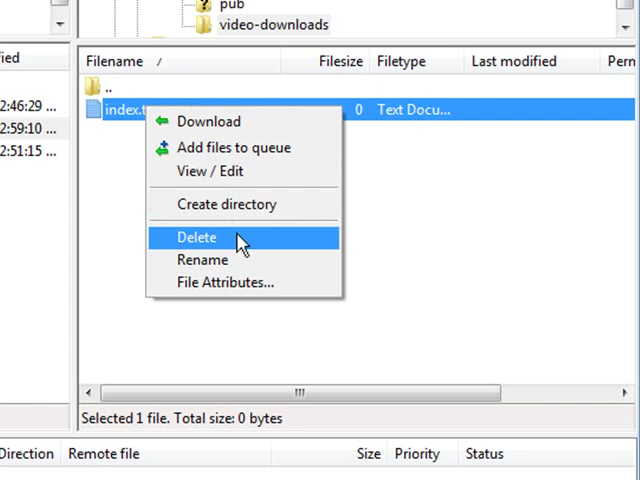 pub
video-downloads
Filename Filesize Filetype Last modified
..
index.t 0 Text Docu...
2:46:29 ...
2:59:10 ...
2:51:15 ...
Download
Add files to queue
View / Edit
Create directory
Delete
Rename
File Attributes...
Selected 1 file. Total size: 0 bytes
Direction Remote file Size Priority Status